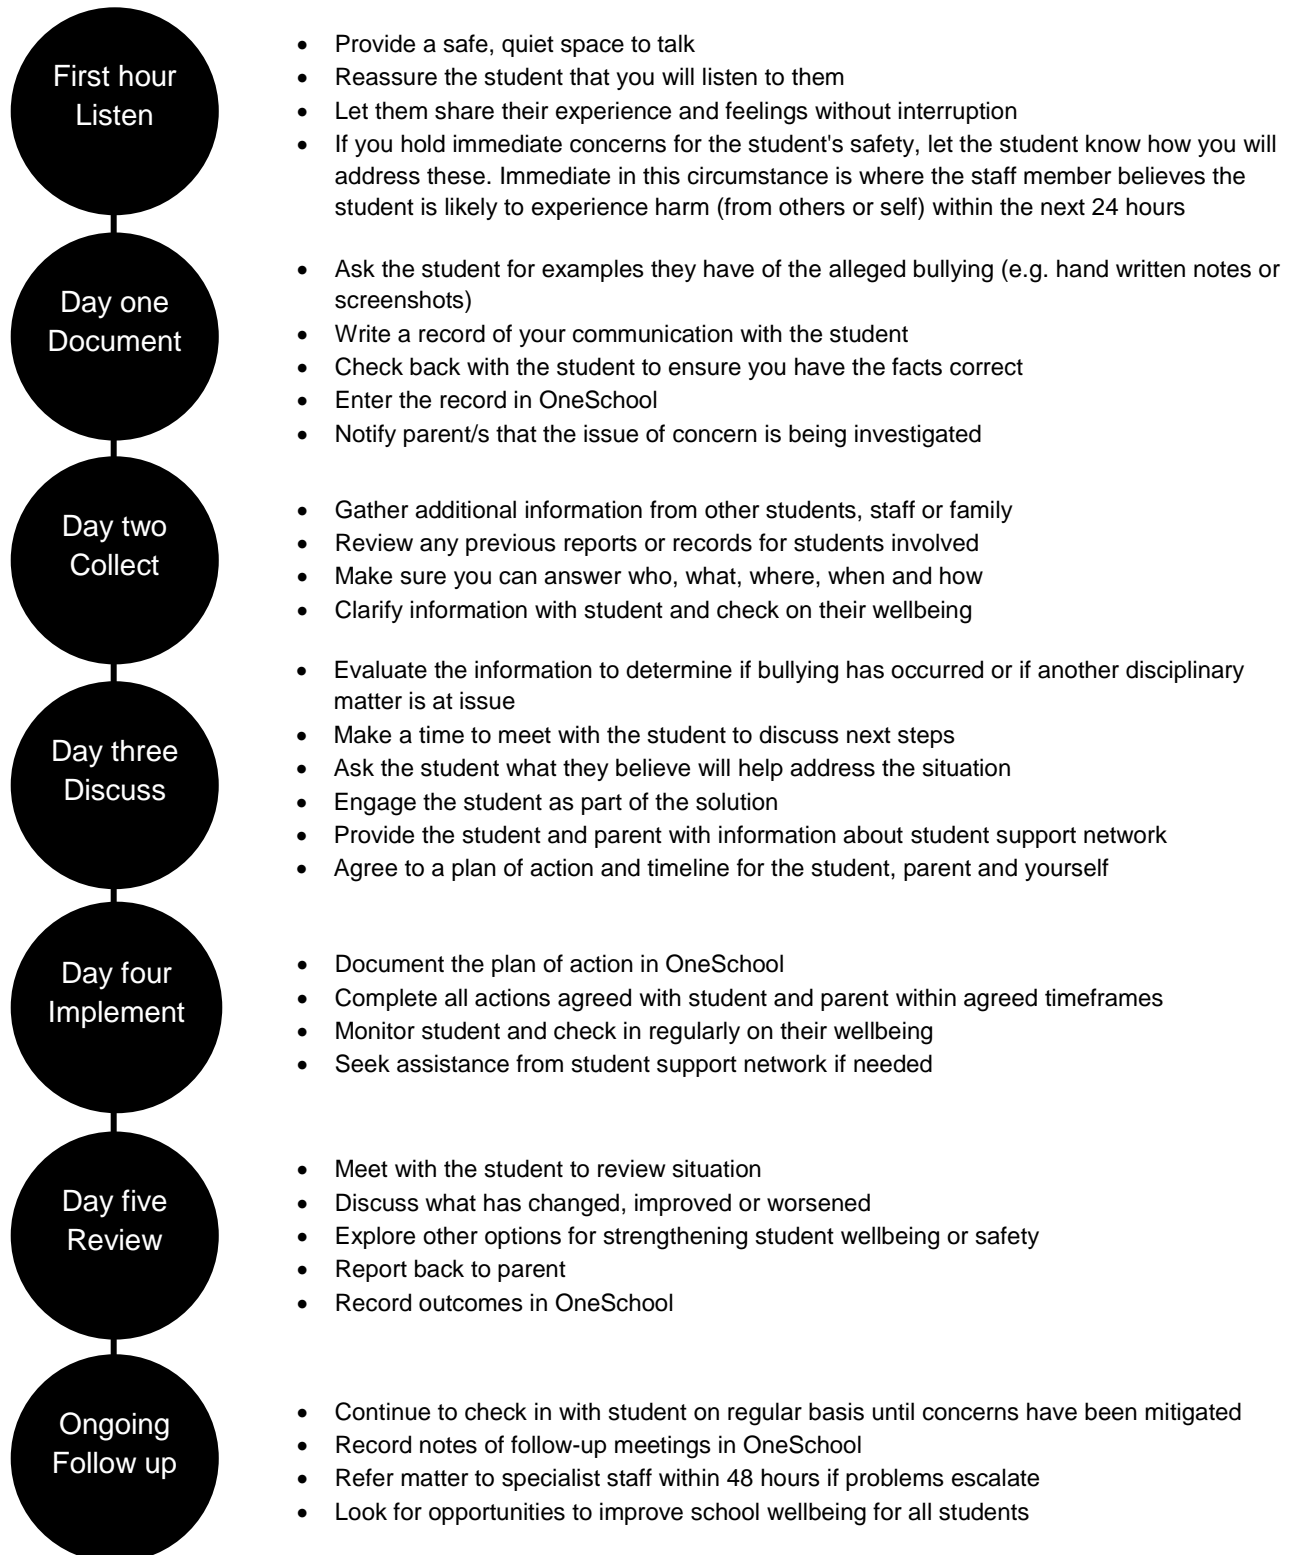 First hour
Listen
• Provide a safe, quiet space to talk
• Reassure the student that you will listen to them
• Let them share their experience and feelings without interruption
• If you hold immediate concerns for the student's safety, let the student know how you will
address these. Immediate in this circumstance is where the staff member believes the
student is likely to experience harm (from others or self) within the next 24 hours
Day one
Document
• Ask the student for examples they have of the alleged bullying (e.g. hand written notes or
screenshots)
• Write a record of your communication with the student
• Check back with the student to ensure you have the facts correct
• Enter the record in OneSchool
• Notify parent/s that the issue of concern is being investigated
Day two
Collect
• Gather additional information from other students, staff or family
• Review any previous reports or records for students involved
• Make sure you can answer who, what, where, when and how
• Clarify information with student and check on their wellbeing
Day three
Discuss
• Evaluate the information to determine if bullying has occurred or if another disciplinary
matter is at issue
• Make a time to meet with the student to discuss next steps
• Ask the student what they believe will help address the situation
• Engage the student as part of the solution
• Provide the student and parent with information about student support network
• Agree to a plan of action and timeline for the student, parent and yourself
Day four
Implement
• Document the plan of action in OneSchool
• Complete all actions agreed with student and parent within agreed timeframes
• Monitor student and check in regularly on their wellbeing
• Seek assistance from student support network if needed
Day five
Review
• Meet with the student to review situation
• Discuss what has changed, improved or worsened
• Explore other options for strengthening student wellbeing or safety
• Report back to parent
• Record outcomes in OneSchool
Ongoing
Follow up
• Continue to check in with student on regular basis until concerns have been mitigated
• Record notes of follow-up meetings in OneSchool
• Refer matter to specialist staff within 48 hours if problems escalate
• Look for opportunities to improve school wellbeing for all students